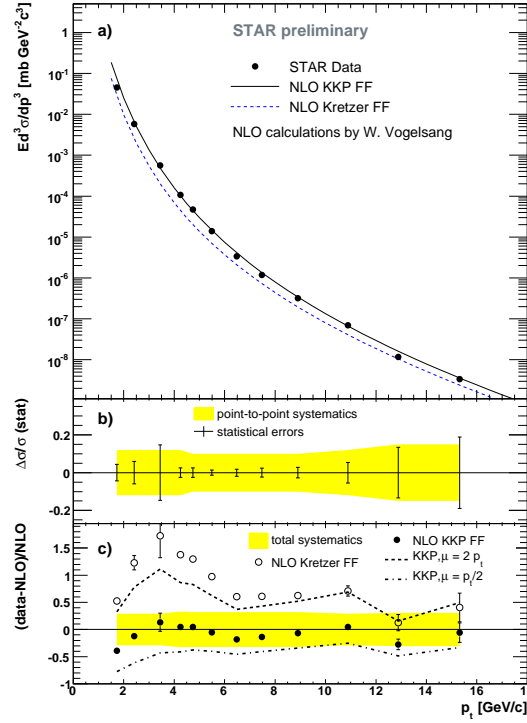 a)
STAR preliminary
STAR Data
NLO KKP FF
NLO Kretzer FF
NLO calculations by W. Vogelsang
Ed³σ/dp³ [mb GeV⁻²c³]
1
10⁻¹
10⁻²
10⁻³
10⁻⁴
10⁻⁵
10⁻⁶
10⁻⁷
10⁻⁸
b)
point-to-point systematics
statistical errors
Δσ/σ (stat)
0.2
0
-0.2
c)
total systematics
NLO Kretzer FF
NLO KKP FF
KKP,μ = 2 pₜ
KKP,μ = pₜ/2
(data-NLO)/NLO
1.5
1
0.5
0
-0.5
-1
2 4 6 8 10 12 14 16 18
pₜ [GeV/c]